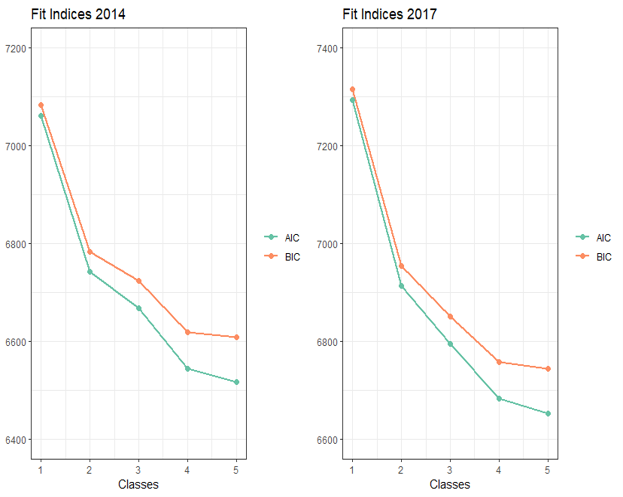 Fit Indices 2014
7200
7000
6800
6600
6400
1 2 3 4 5
Classes
AIC
BIC
Fit Indices 2017
7400
7200
7000
6800
6600
1 2 3 4 5
Classes
AIC
BIC